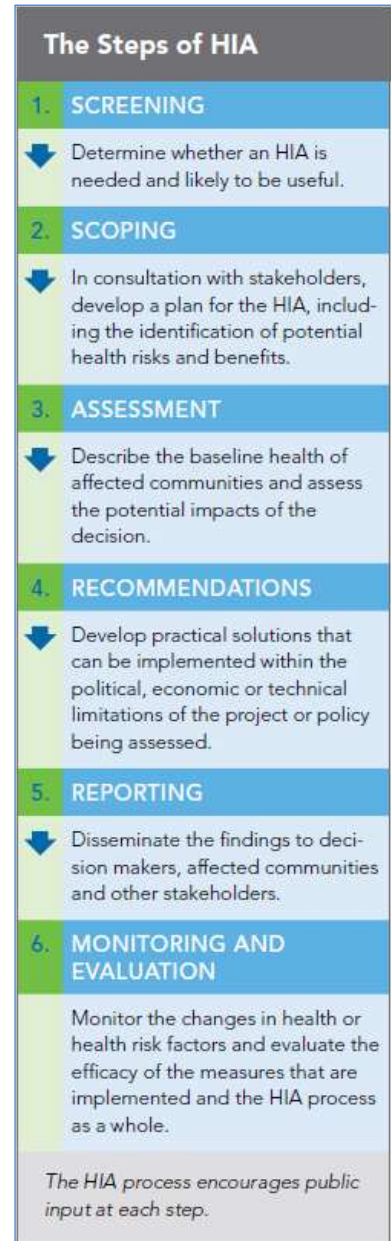 The Steps of HIA
1. SCREENING
Determine whether an HIA is
needed and likely to be useful.
2. SCOPING
In consultation with stakeholders,
develop a plan for the HIA, includ-
ing the identification of potential
health risks and benefits.
3. ASSESSMENT
Describe the baseline health of
affected communities and assess
the potential impacts of the
decision.
4. RECOMMENDATIONS
Develop practical solutions that
can be implemented within the
political, economic or technical
limitations of the project or policy
being assessed.
5. REPORTING
Disseminate the findings to deci-
sion makers, affected communities
and other stakeholders.
6. MONITORING AND
EVALUATION
Monitor the changes in health or
health risk factors and evaluate the
efficacy of the measures that are
implemented and the HIA process
as a whole.
The HIA process encourages public
input at each step.